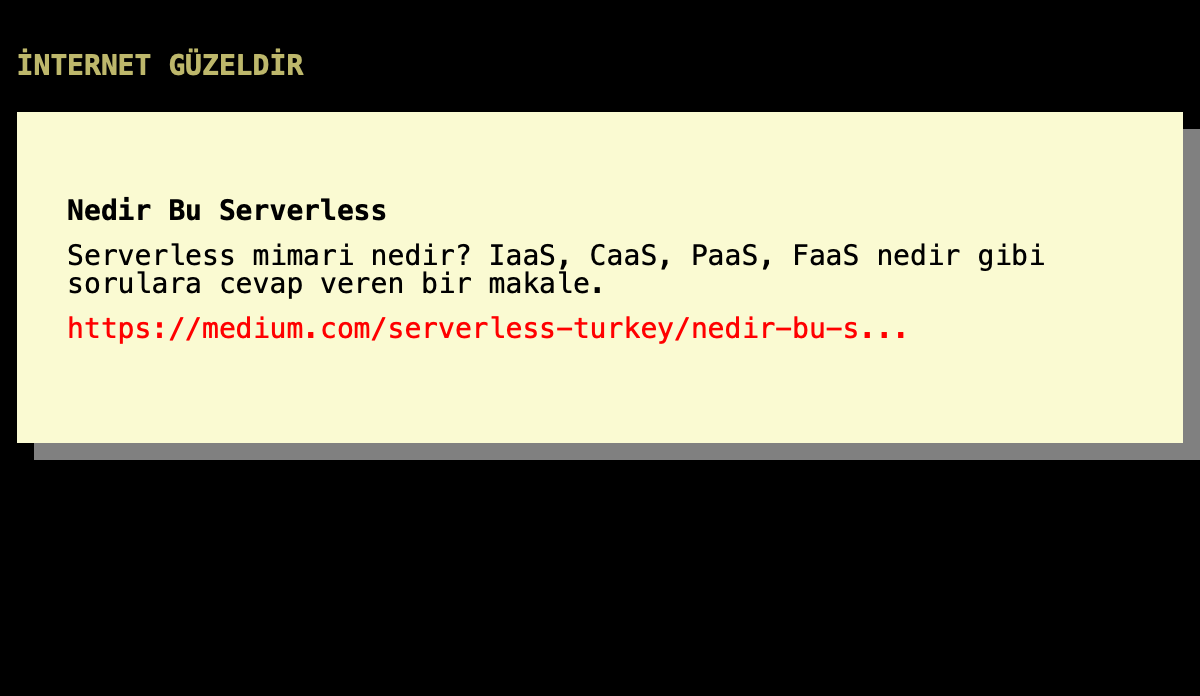 İNTERNET GÜZELDİR
Nedir Bu Serverless
Serverless mimari nedir? IaaS, CaaS, PaaS, FaaS nedir gibi
sorulara cevap veren bir makale.
https://medium.com/serverless-turkey/nedir-bu-s...